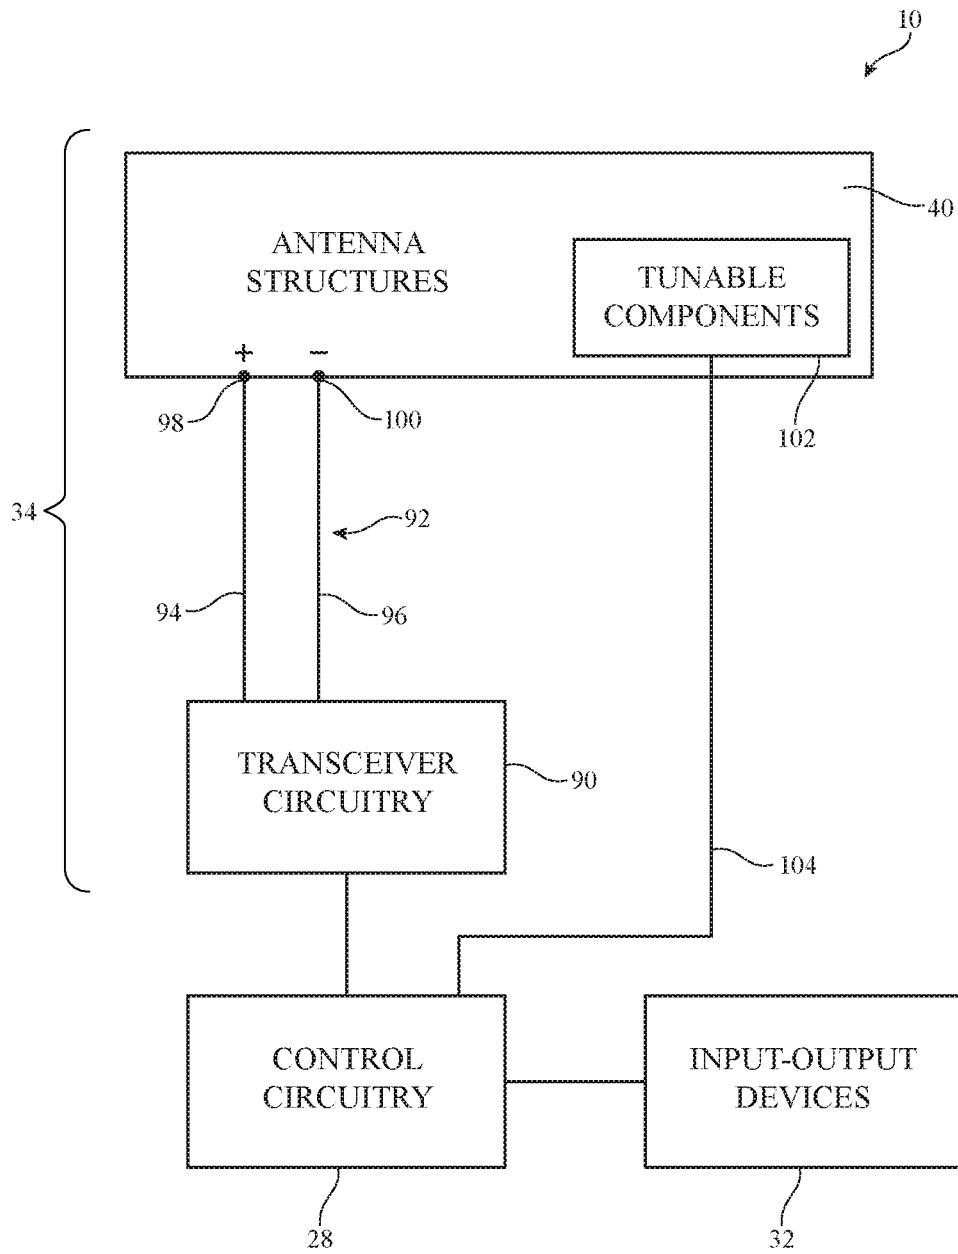 10
40
ANTENNA
STRUCTURES
TUNABLE
COMPONENTS
+ −
98
100
102
34
92
94
96
TRANSCEIVER
CIRCUITRY
90
104
CONTROL
CIRCUITRY
INPUT-OUTPUT
DEVICES
28
32